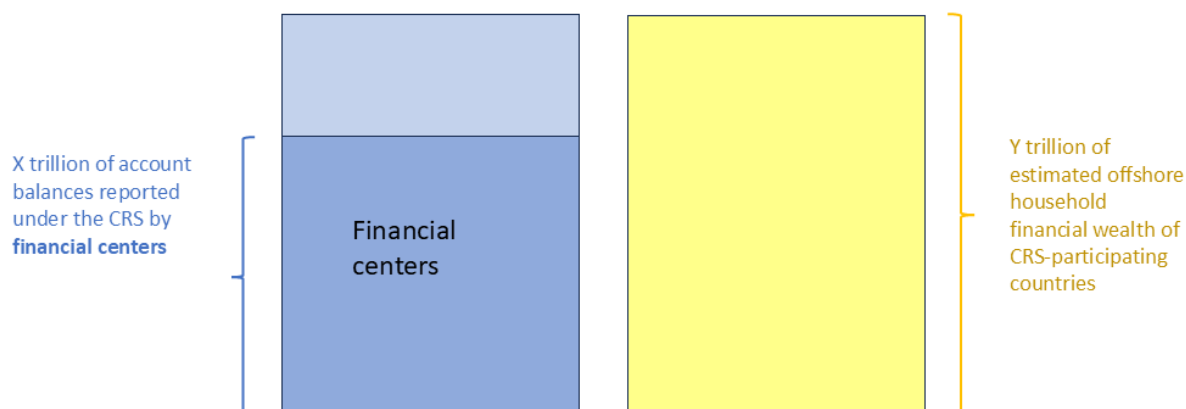 X trillion of account
balances reported
under the CRS by
financial centers
Financial
centers
Y trillion of
estimated offshore
household
financial wealth of
CRS-participating
countries